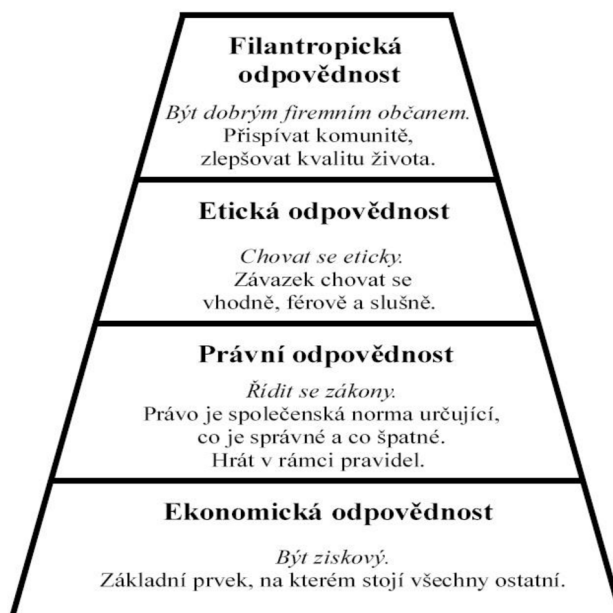 Filantropická
odpovědnost
Být dobrým firemním občanem.
Přispívat komunitě,
zlepšovat kvalitu života.
Etická odpovědnost
Chovat se eticky.
Závazek chovat se
vhodně, férově a slušně.
Právní odpovědnost
Řídit se zákony.
Právo je společenská norma určující,
co je správné a co špatné.
Hrát v rámci pravidel.
Ekonomická odpovědnost
Být ziskový.
Základní prvek, na kterém stojí všechny ostatní.